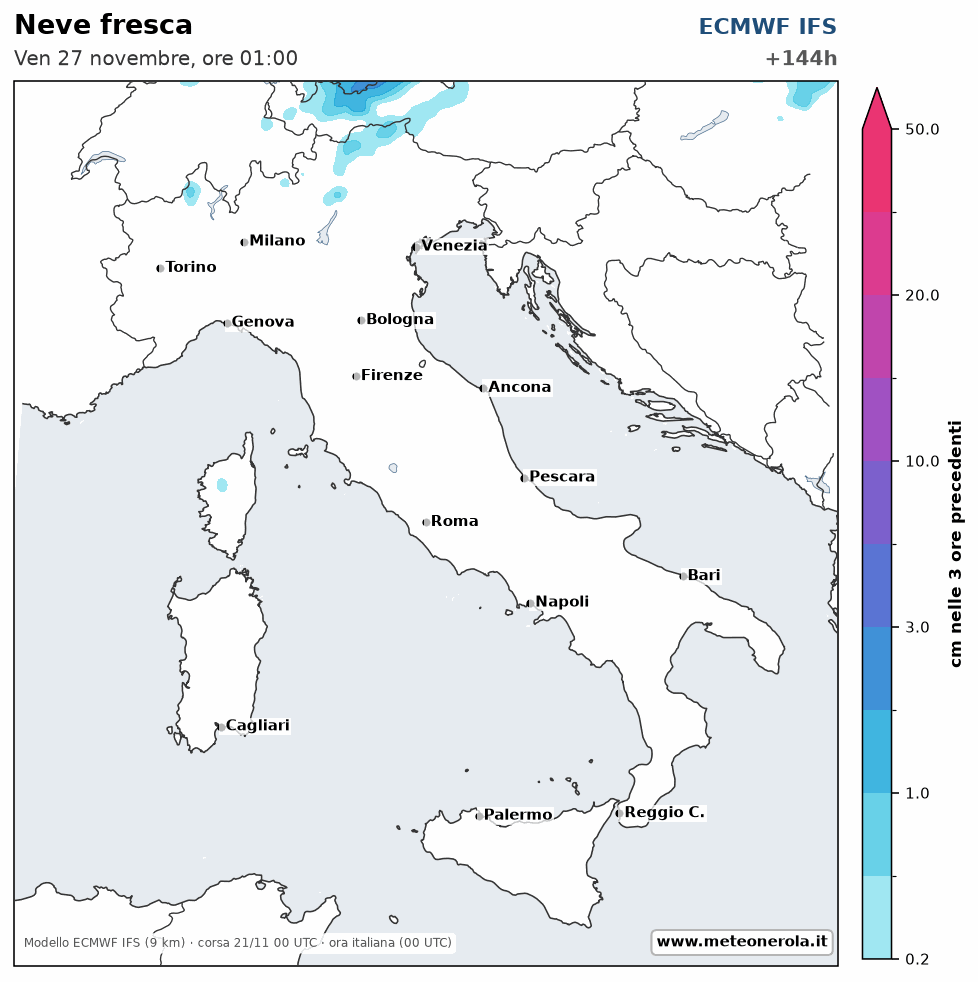 Neve fresca
ECMWF IFS
Ven 27 novembre, ore 01:00
+144h
Milano
Venezia
Torino
Genova
Bologna
Firenze
Ancona
Pescara
Roma
Bari
Napoli
Cagliari
Palermo
Reggio C.
50.0
20.0
10.0
3.0
1.0
0.2
cm nelle 3 ore precedenti
Modello ECMWF IFS (9 km) · corsa 21/11 00 UTC · ora italiana (00 UTC)
www.meteonerola.it